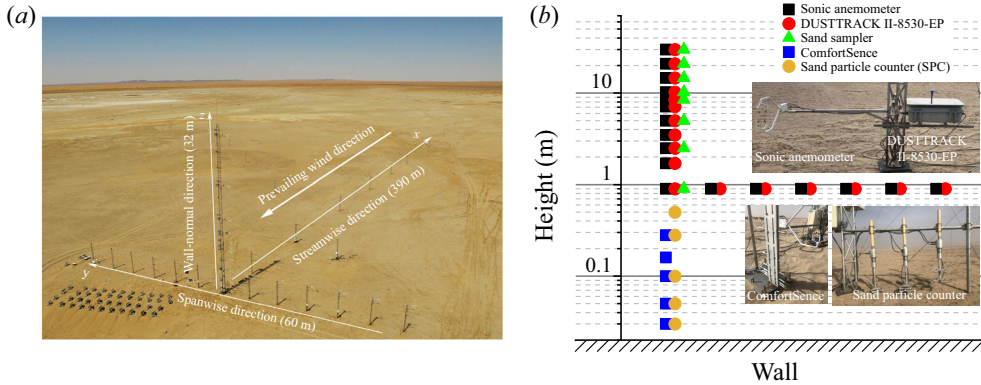 (a)
z
x
y
Wall-normal direction (32 m)
Prevailing wind direction
Streamwise direction (390 m)
Spanwise direction (60 m)
(b)
Sonic anemometer
DUSTTRACK II-8530-EP
Sand sampler
ComfortSence
Sand particle counter (SPC)
Height (m)
10
1
0.1
Sonic anemometer
DUSTTRACK
II-8530-EP
ComfortSence
Sand particle counter
Wall